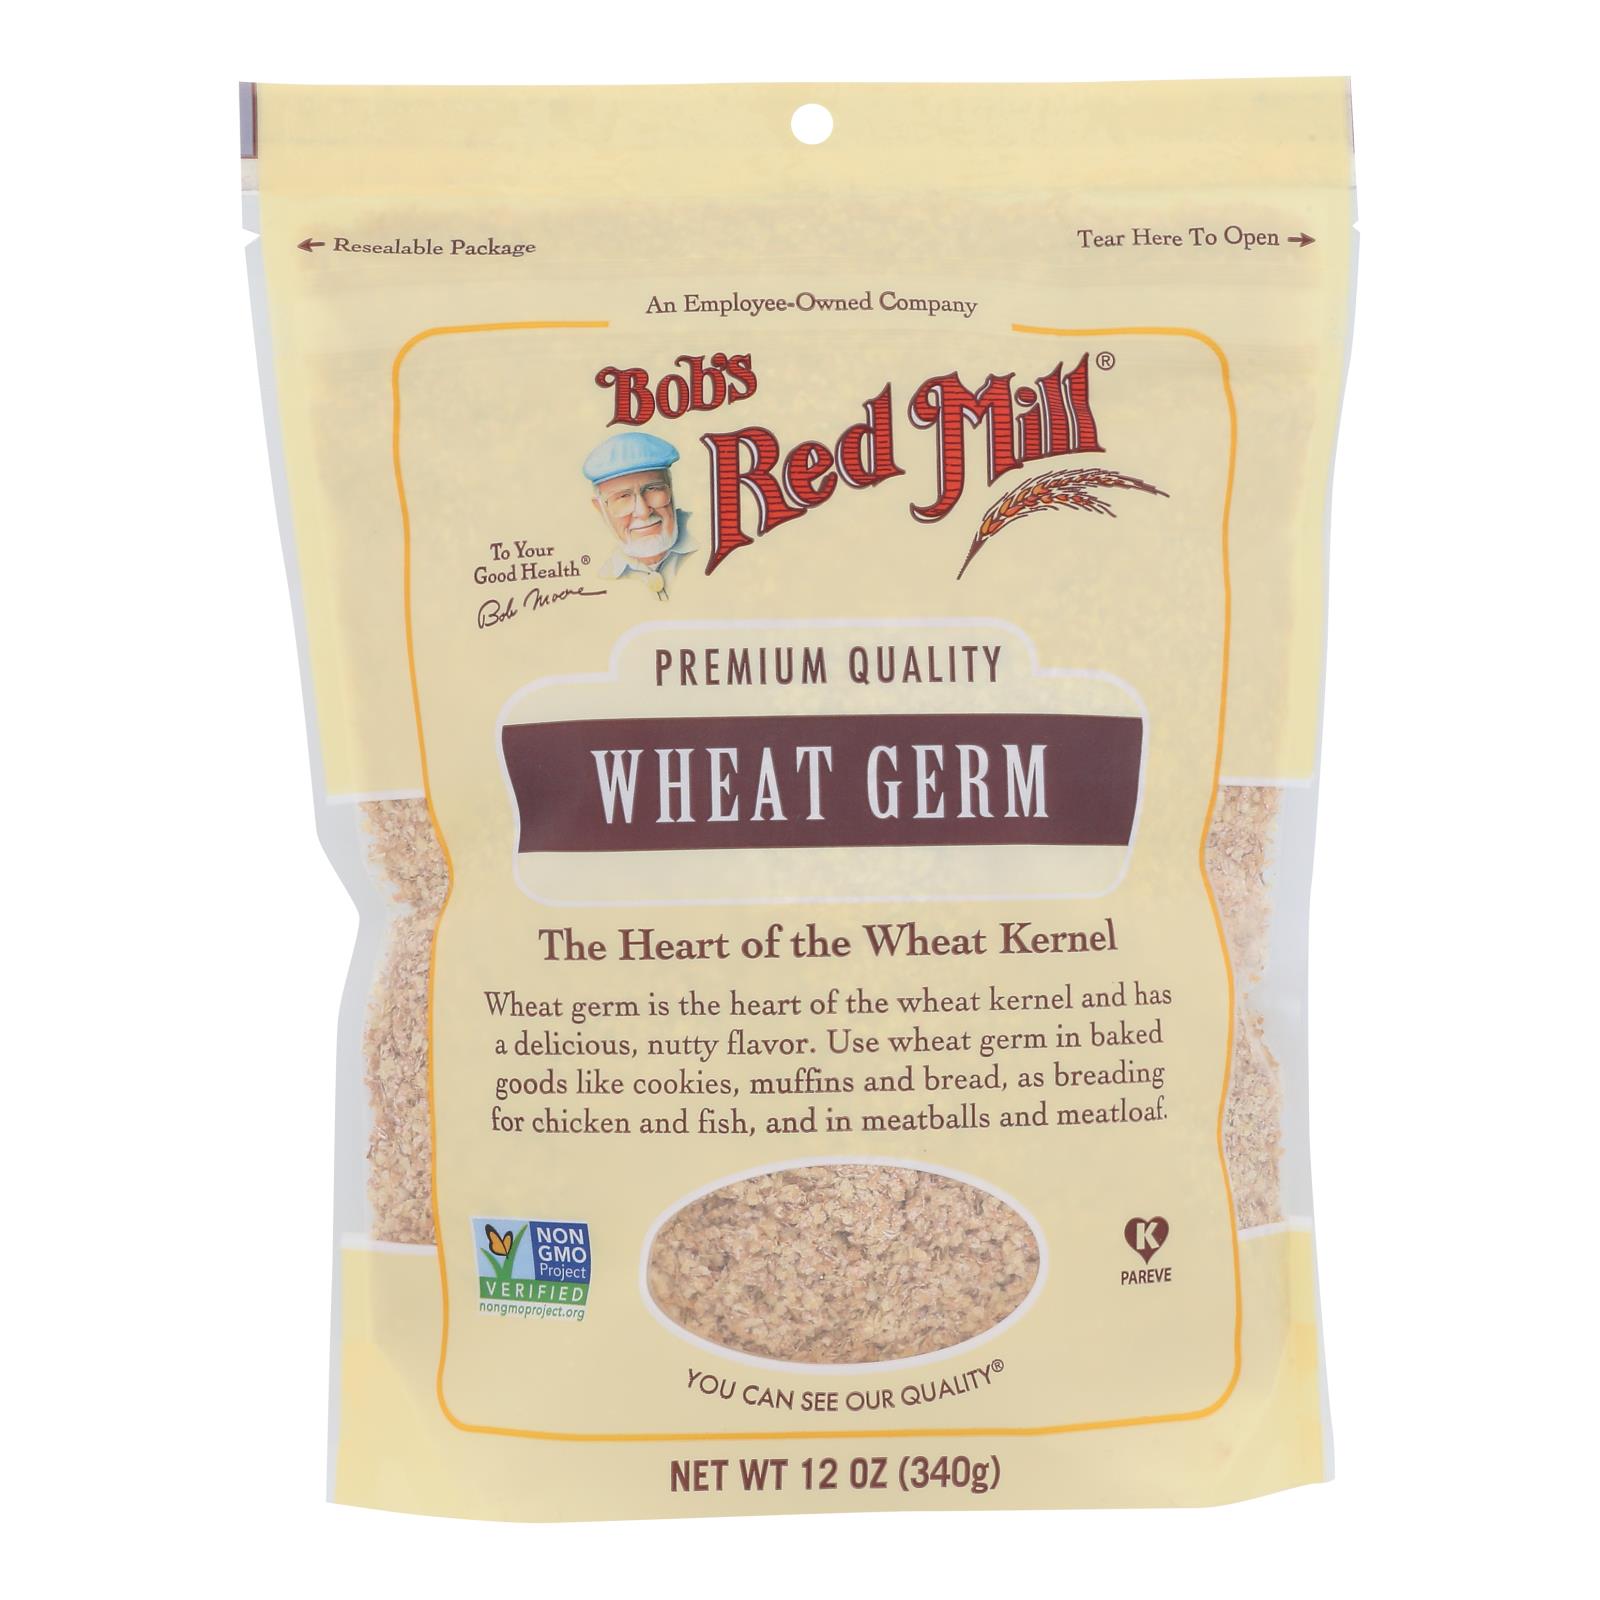 ← Resealable Package
Tear Here To Open →
An Employee-Owned Company
Bob's
Red Mill®
To Your
Good Health®
Bob Moore
PREMIUM QUALITY
WHEAT GERM
The Heart of the Wheat Kernel
Wheat germ is the heart of the wheat kernel and has
a delicious, nutty flavor. Use wheat germ in baked
goods like cookies, muffins and bread, as breading
for chicken and fish, and in meatballs and meatloaf.
NON
GMO
Project
VERIFIED
nongmoproject.org
K
PAREVE
YOU CAN SEE OUR QUALITY®
NET WT 12 OZ (340g)